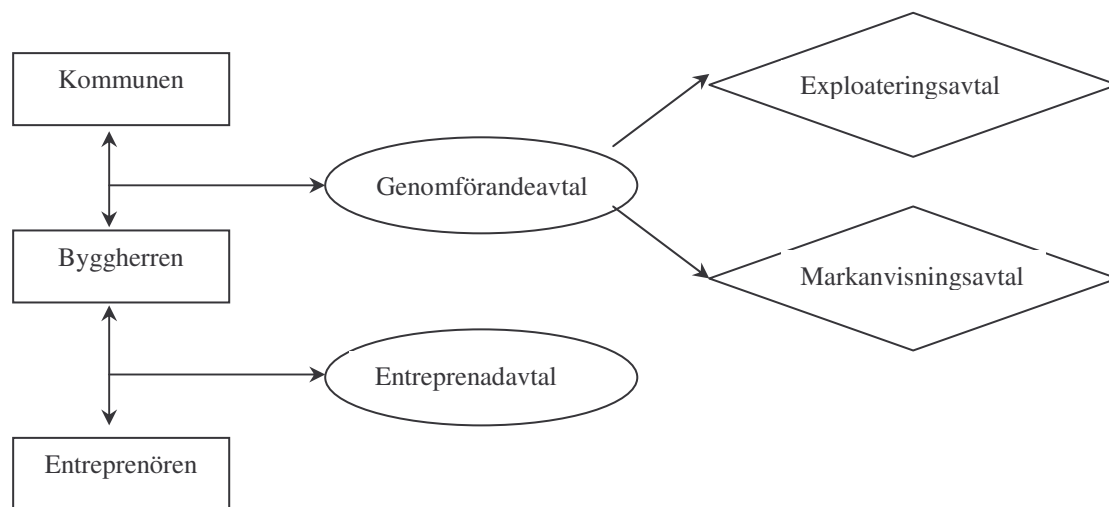 Kommunen
Exploateringsavtal
Genomförandeavtal
Byggherren
Markanvisningsavtal
Entreprenadavtal
Entreprenören